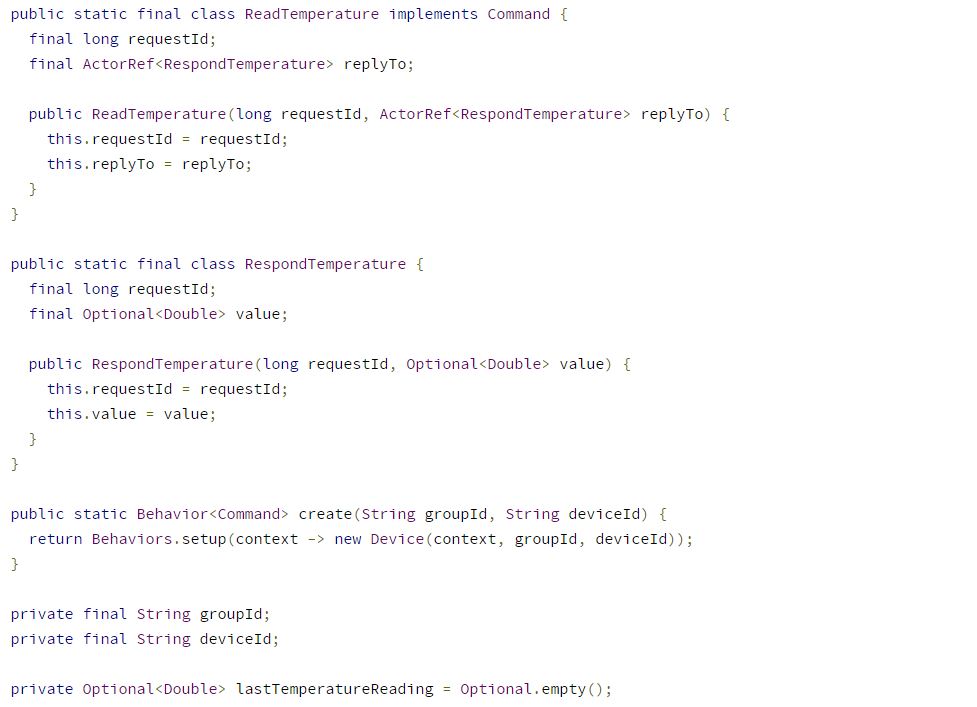 public static final class ReadTemperature implements Command {
  final long requestId;
  final ActorRef<RespondTemperature> replyTo;

  public ReadTemperature(long requestId, ActorRef<RespondTemperature> replyTo) {
    this.requestId = requestId;
    this.replyTo = replyTo;
  }
}

public static final class RespondTemperature {
  final long requestId;
  final Optional<Double> value;

  public RespondTemperature(long requestId, Optional<Double> value) {
    this.requestId = requestId;
    this.value = value;
  }
}

public static Behavior<Command> create(String groupId, String deviceId) {
  return Behaviors.setup(context -> new Device(context, groupId, deviceId));
}

private final String groupId;
private final String deviceId;

private Optional<Double> lastTemperatureReading = Optional.empty();